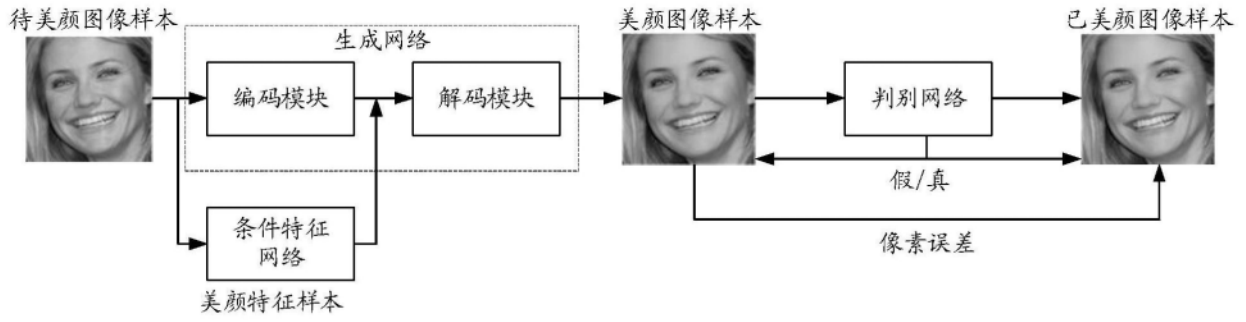 待美颜图像样本
生成网络
美颜图像样本
已美颜图像样本
编码模块
解码模块
判别网络
假/真
条件特征
网络
像素误差
美颜特征样本